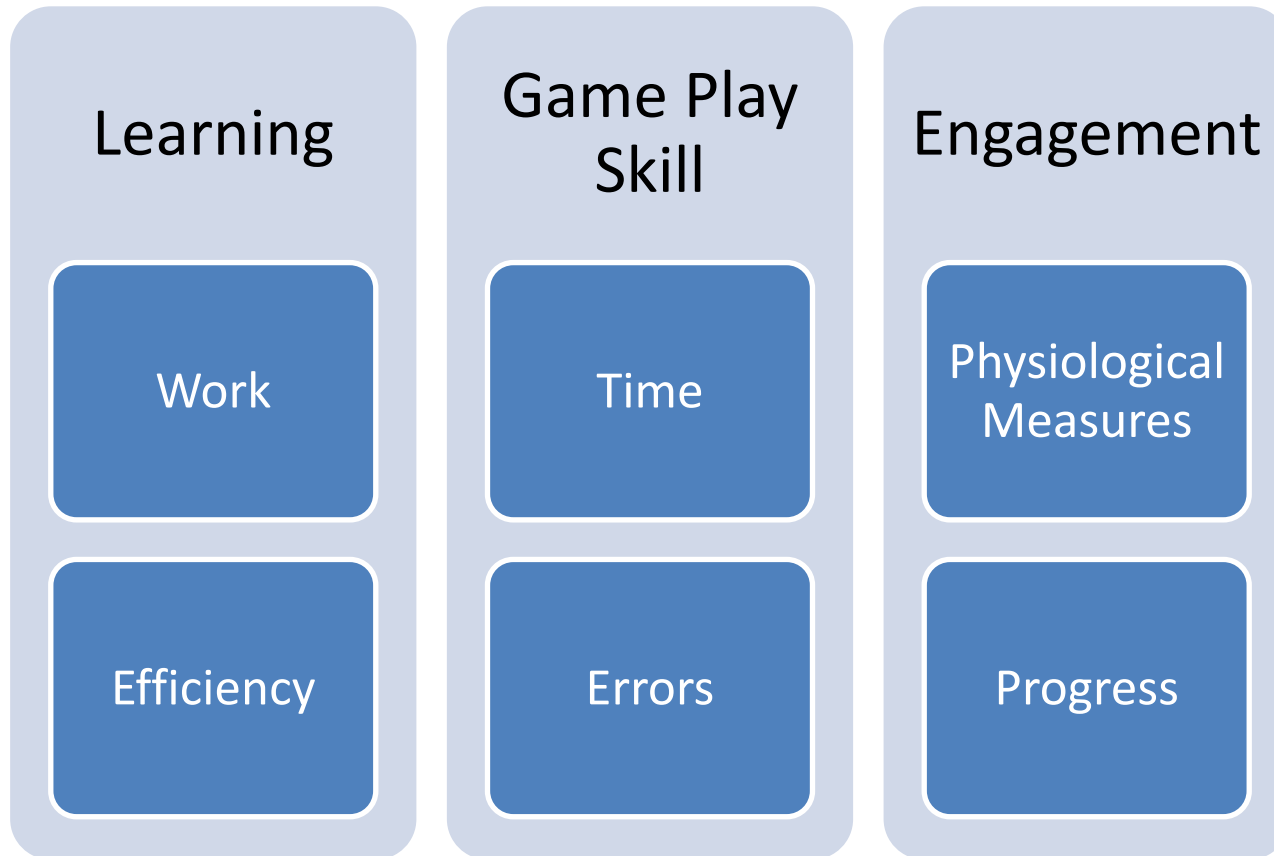 Learning
Work
Efficiency
Game Play
Skill
Time
Errors
Engagement
Physiological
Measures
Progress